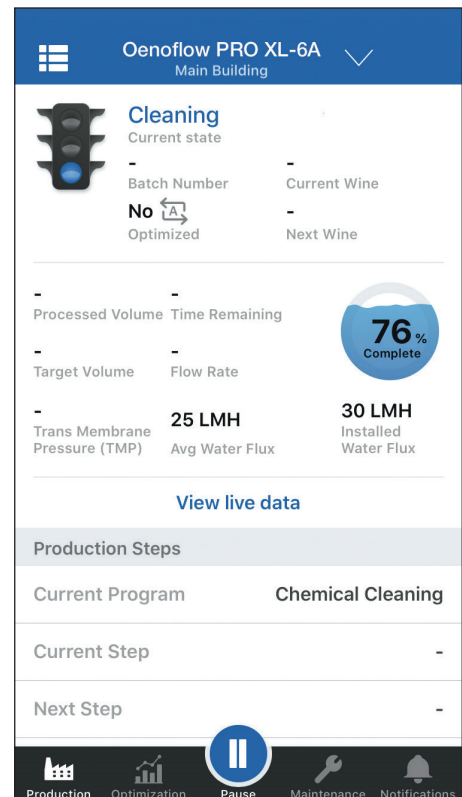 Oenoflow PRO XL-6A
Main Building
Cleaning
Current state
- -
Batch Number Current Wine
No A -
Optimized Next Wine
- -
Processed Volume Time Remaining
76%
Complete
- -
Target Volume Flow Rate
- 25 LMH 30 LMH
Trans Membrane Pressure (TMP) Avg Water Flux Installed Water Flux
View live data
Production Steps
Current Program Chemical Cleaning
Current Step -
Next Step -
Production Optimization Pause Maintenance Notifications